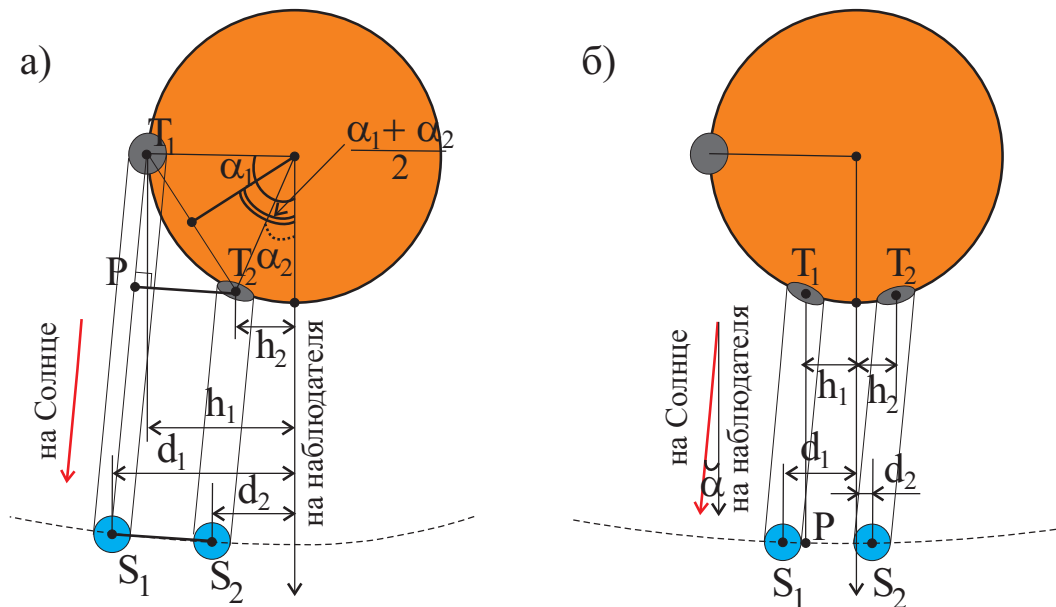 а)
T₁
α₁
α₁ + α₂
2
α₂
T₂
P
на Солнце
h₂
h₁
d₁
d₂
на наблюдателя
S₁
S₂
б)
T₁
T₂
на Солнце
α
на наблюдателя
h₁
h₂
d₁
d₂
P
S₁
S₂